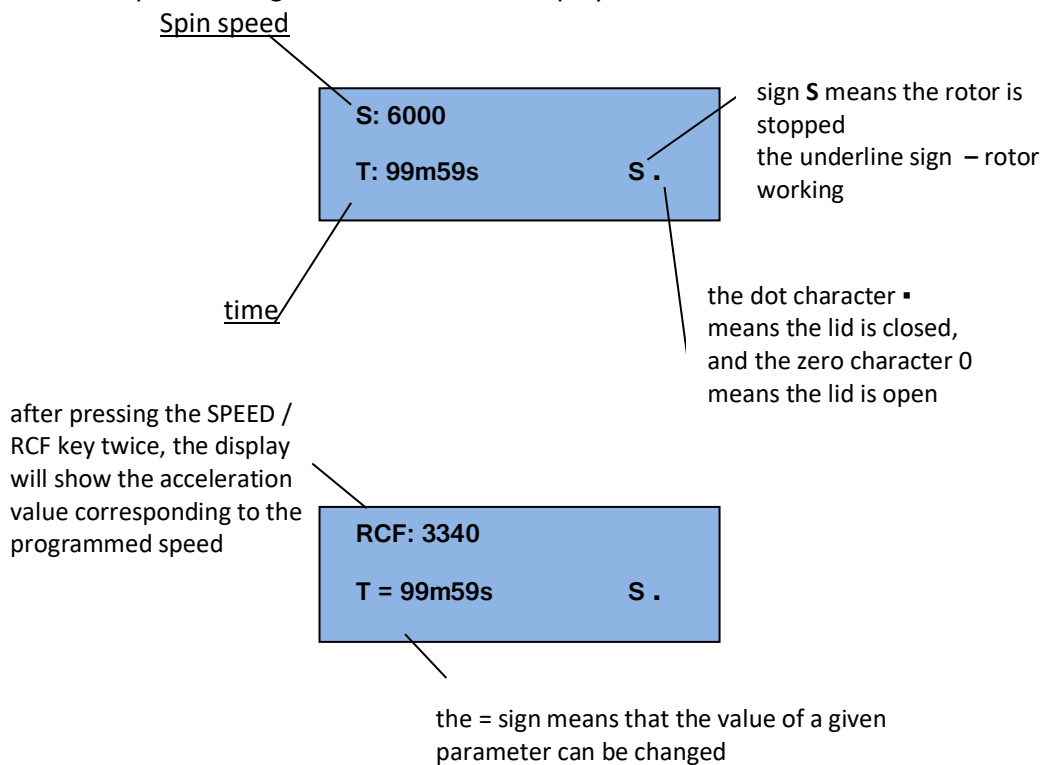 Spin speed
S: 6000
T: 99m59s S .
sign S means the rotor is
stopped
the underline sign – rotor
working
time
the dot character ▪
means the lid is closed,
and the zero character 0
means the lid is open
after pressing the SPEED /
RCF key twice, the display
will show the acceleration
value corresponding to the
programmed speed
RCF: 3340
T = 99m59s S .
the = sign means that the value of a given
parameter can be changed